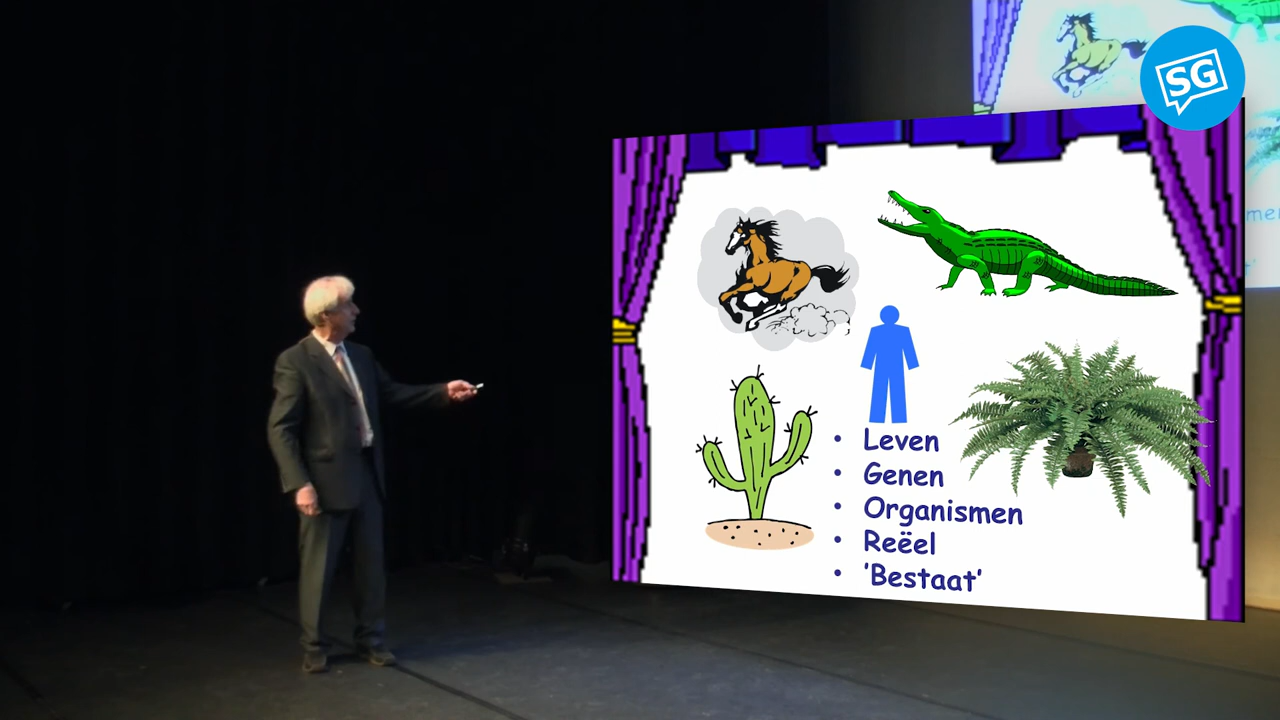 SG
• Leven
• Genen
• Organismen
• Reëel
• 'Bestaat'